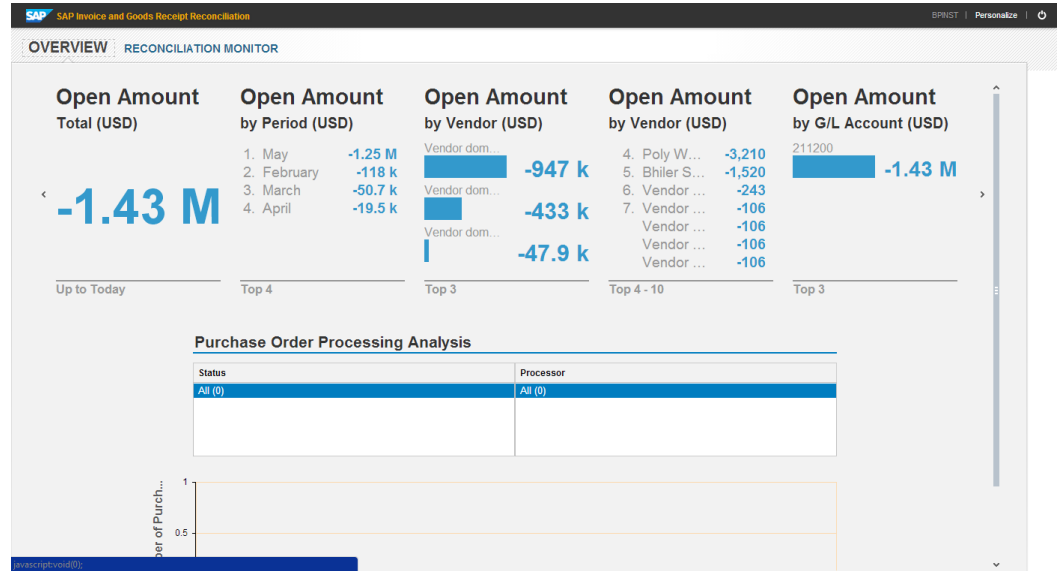 SAP SAP Invoice and Goods Receipt Reconciliation
BPINST | Personalize |
OVERVIEW RECONCILIATION MONITOR
Open Amount
Total (USD)
-1.43 M
Up to Today
Open Amount
by Period (USD)
1. May -1.25 M
2. February -118 k
3. March -50.7 k
4. April -19.5 k
Top 4
Open Amount
by Vendor (USD)
Vendor dom...
-947 k
Vendor dom...
-433 k
Vendor dom...
-47.9 k
Top 3
Open Amount
by Vendor (USD)
4. Poly W... -3,210
5. Bhiler S... -1,520
6. Vendor ... -243
7. Vendor ... -106
Vendor ... -106
Vendor ... -106
Vendor ... -106
Top 4 - 10
Open Amount
by G/L Account (USD)
211200
-1.43 M
Top 3
Purchase Order Processing Analysis
Status Processor
All (0) All (0)
er of Purch...
1
0.5
javascript:void(0);